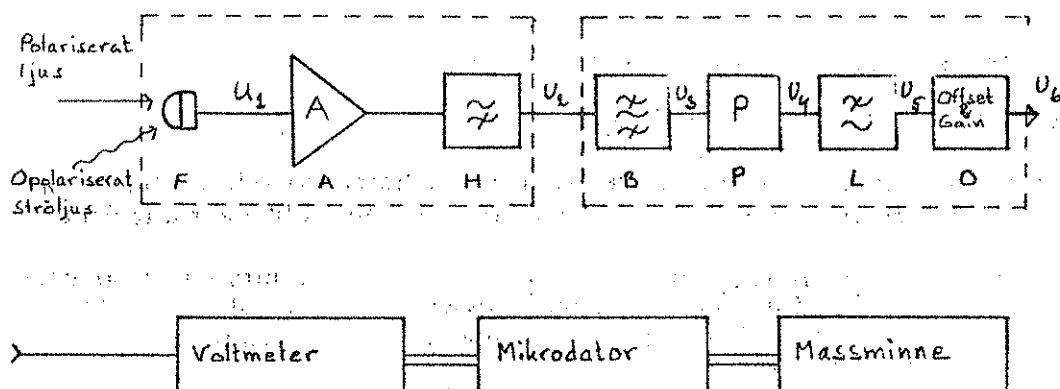 Polariserat
ljus
Opolariserat
ströljus
U1
A
U2
U3
P
U4
U5
Offset
&
Gain
U6
F
A
H
B
P
L
O
Voltmeter
Mikrodator
Massminne